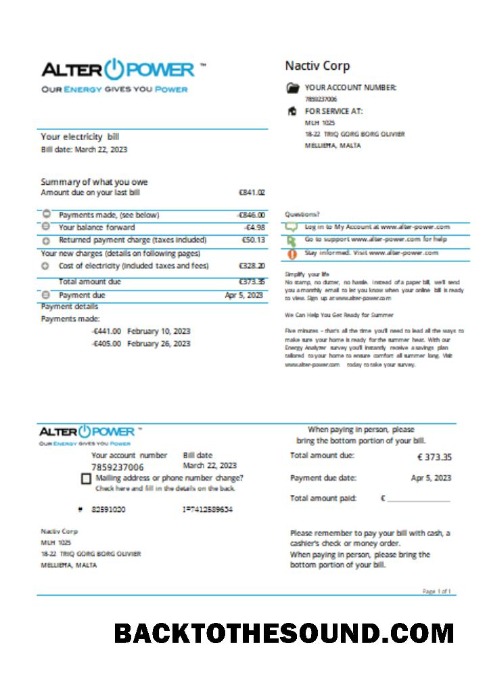 ALTER POWER ™
OUR ENERGY GIVES YOU POWER
Nactiv Corp
YOUR ACCOUNT NUMBER:
7859237006
FOR SERVICE AT:
MLH 1025
18-22 TRIQ GORG BORG OLIVIER
MELLIEĦA, MALTA
Your electricity bill
Bill date: March 22, 2023
Summary of what you owe
Amount due on your last bill €841.02
Payments made, (see below) -€846.00
Your balance forward -€4.98
Returned payment charge (taxes included) €50.13
Your new charges (details on following pages)
Cost of electricity (included taxes and fees) €328.20
Total amount due €373.35
Payment due Apr 5, 2023
Payment details
Payments made:
-€441.00 February 10, 2023
-€405.00 February 26, 2023
Questions?
Log in to My Account at www.alter-power.com
Go to support www.alter-power.com for help
Stay informed. Visit www.alter-power.com
Simplify your life
No stamp, no dutter, no hassle. Instead of a paper bill, we'll send
you a monthly email to let you know when your online bill is ready
to view. Sign up at www.alter-power.com
We Can Help You Get Ready for Summer
Five minutes – that's all the time you'll need to lead all the ways to
make sure your home is ready for the summer heat. With our
Energy Analyzer survey you'll instantly receive a savings plan
tailored to your home to ensure comfort all summer long. Visit
www.alter-power.com today to take your survey.
ALTER POWER ™
OUR ENERGY GIVES YOU POWER
Your account number Bill date
7859237006 March 22, 2023
Mailing address or phone number change?
Check here and fill in the details on the back.
# 82591020 1=7412589634
Nactiv Corp
MLH 1025
18-22 TRIQ GORG BORG OLIVIER
MELLIEĦA, MALTA
When paying in person, please
bring the bottom portion of your bill.
Total amount due: € 373.35
Payment due date: Apr 5, 2023
Total amount paid: € ____________
Please remember to pay your bill with cash, a
cashier's check or money order.
When paying in person, please bring the
bottom portion of your bill.
Page 1 of 1
BACKTOTHESOUND.COM